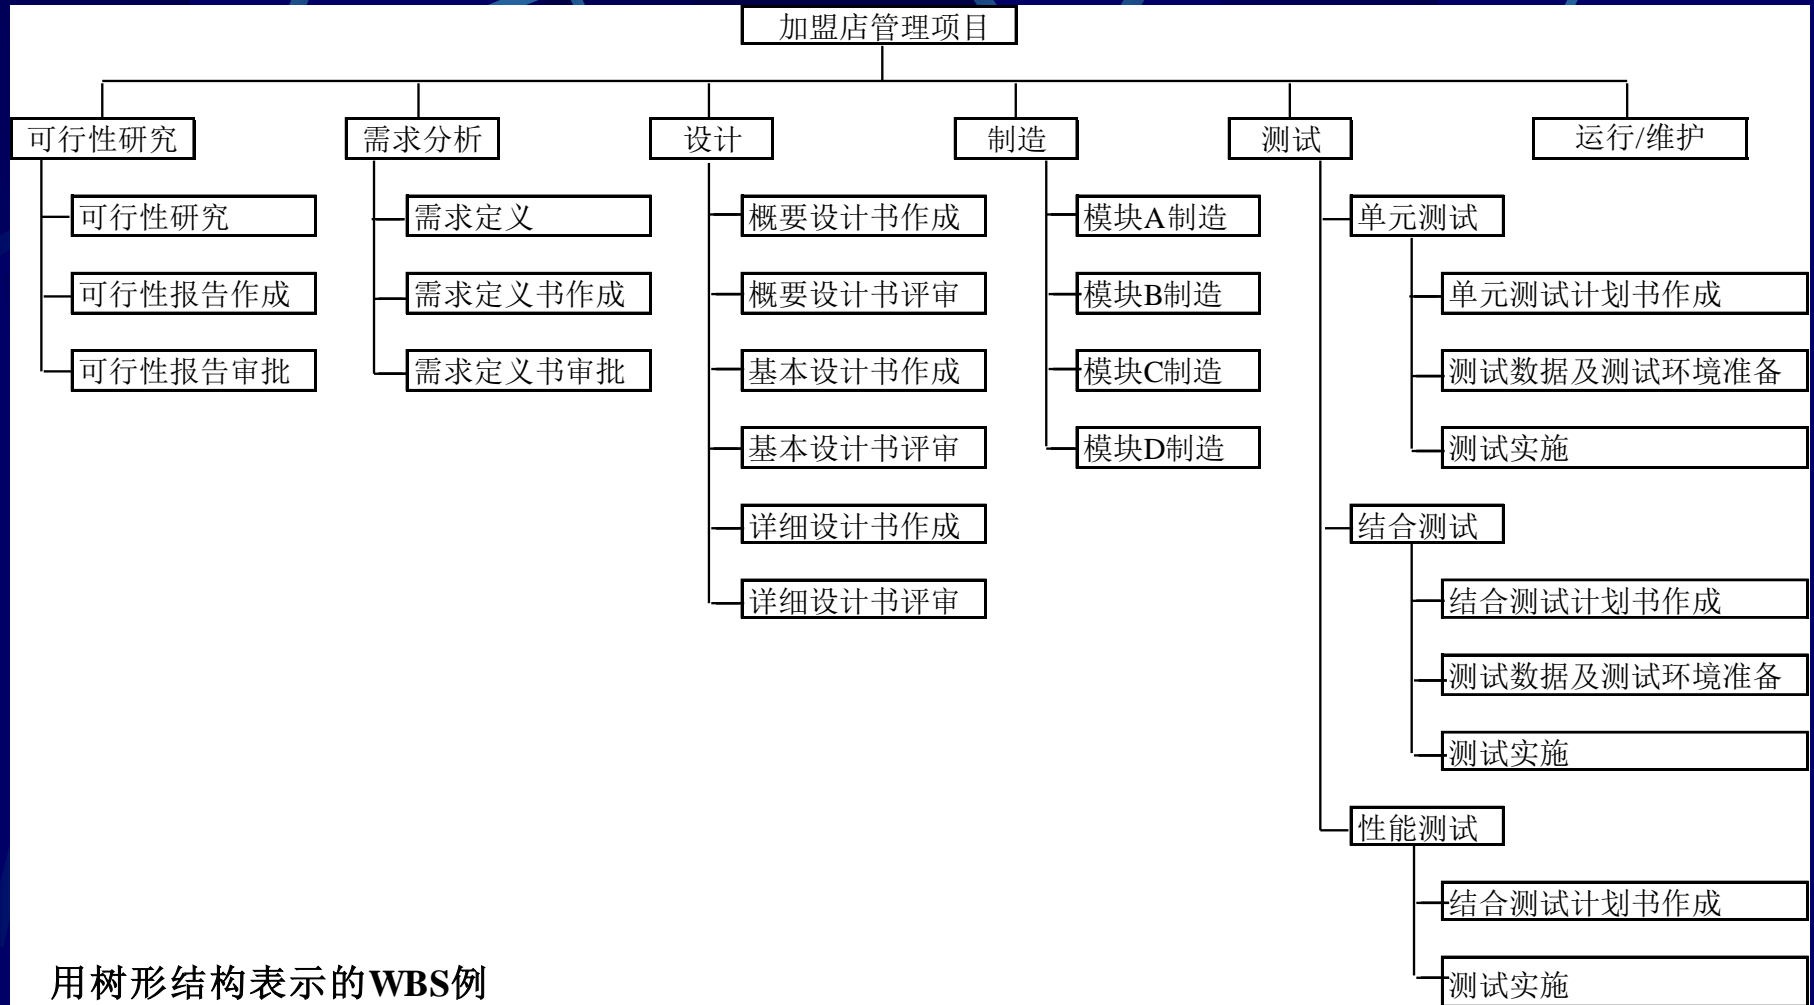 加盟店管理项目
可行性研究
需求分析
设计
制造
测试
运行/维护
可行性研究
可行性报告作成
可行性报告审批
需求定义
需求定义书作成
需求定义书审批
概要设计书作成
概要设计书评审
基本设计书作成
基本设计书评审
详细设计书作成
详细设计书评审
模块A制造
模块B制造
模块C制造
模块D制造
单元测试
单元测试计划书作成
测试数据及测试环境准备
测试实施
结合测试
结合测试计划书作成
测试数据及测试环境准备
测试实施
性能测试
结合测试计划书作成
测试实施
用树形结构表示的WBS例